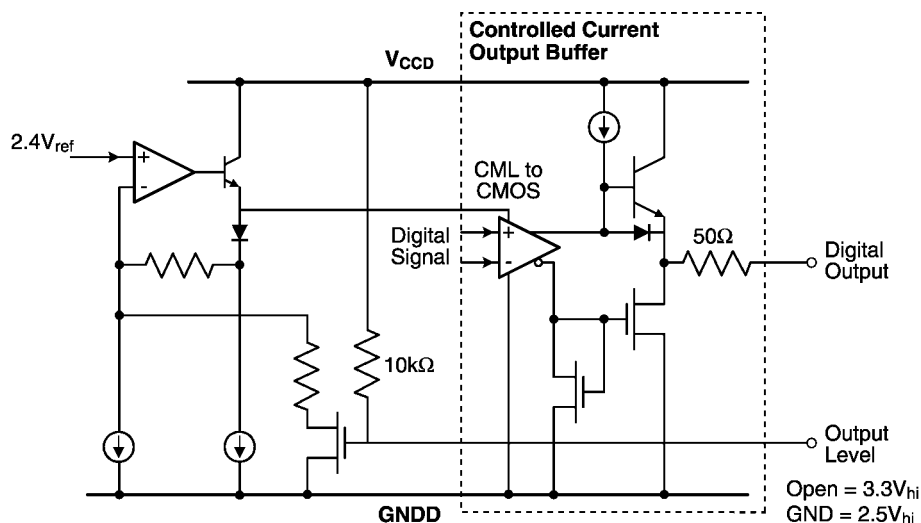 Controlled Current
Output Buffer
VCCD
2.4Vref
+
-
CML to
CMOS
Digital
Signal
+
-
50Ω
Digital
Output
10kΩ
Output
Level
Open = 3.3Vhi
GND = 2.5Vhi
GNDD